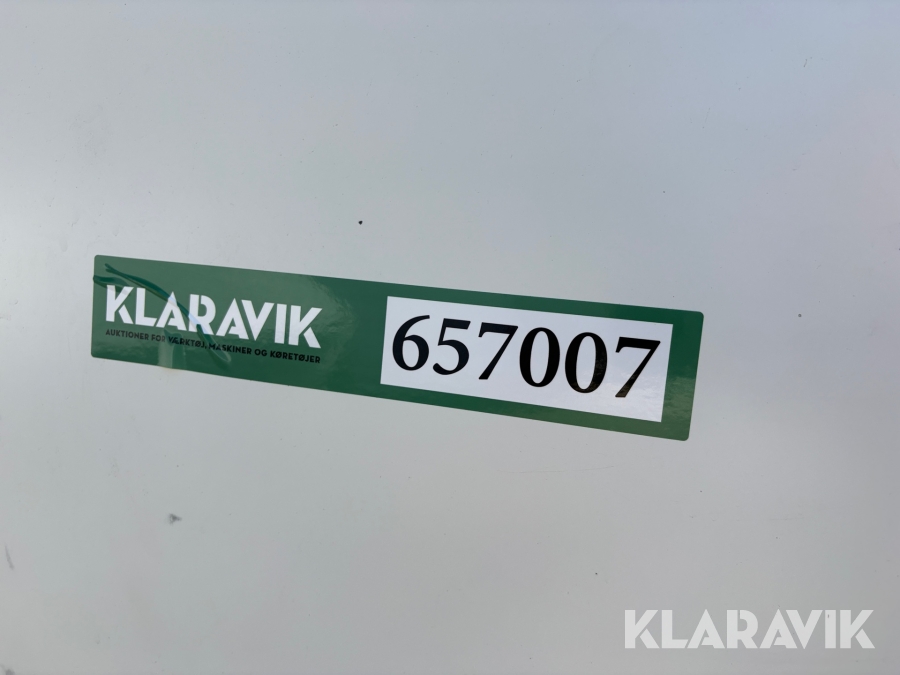 KLARAVIK
AUKTIONER FOR VÆRKTØJ, MASKINER OG KØRETØJER
657007
KLARAVIK